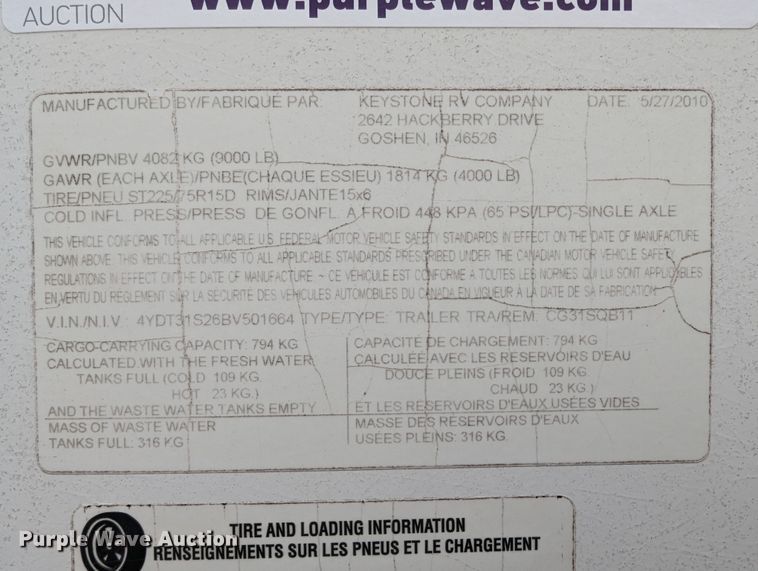 www.purplewave.com
AUCTION
MANUFACTURED BY/FABRIQUE PAR: KEYSTONE RV COMPANY DATE: 5/27/2010
2642 HACKBERRY DRIVE
GOSHEN, IN 46526
GVWR/PNBV 4082 KG (9000 LB)
GAWR (EACH AXLE)/PNBE(CHAQUE ESSIEU) 1814 KG (4000 LB)
TIRE/PNEU ST225/75R15D RIMS/JANTE15x6
COLD INFL. PRESS/PRESS. DE GONFL. A FROID 448 KPA (65 PSI/LPC)-SINGLE AXLE
THIS VEHICLE CONFORMS TO ALL APPLICABLE U.S. FEDERAL MOTOR VEHICLE SAFETY STANDARDS IN EFFECT ON THE DATE OF MANUFACTURE
SHOWN ABOVE. THIS VEHICLE CONFORMS TO ALL APPLICABLE STANDARDS PRESCRIBED UNDER THE CANADIAN MOTOR VEHICLE SAFETY
REGULATIONS IN EFFECT ON THE DATE OF MANUFACTURE. ~ CE VEHICULE EST CONFORME A TOUTES LES NORMES QUI LUI SONT APPLICABLES
EN VERTU DU REGLEMENT SUR LA SECURITE DES VEHICULES AUTOMOBILES DU CANADA EN VIGUEUR A LA DATE DE SA FABRICATION.
V.I.N./N.I.V.: 4YDT31S26BV501664 TYPE/TYPE: TRAILER TRA/REM. CG31SQB11
CARGO-CARRYING CAPACITY: 794 KG
CALCULATED WITH THE FRESH WATER
TANKS FULL (COLD 109 KG.
HOT 23 KG.)
AND THE WASTE WATER TANKS EMPTY
MASS OF WASTE WATER
TANKS FULL: 316 KG
CAPACITÉ DE CHARGEMENT: 794 KG
CALCULÉE AVEC LES RESERVOIRS D'EAU
DOUCE PLEINS (FROID 109 KG.
CHAUD 23 KG.)
ET LES RÉSERVOIRS D'EAUX USÉES VIDES
MASSE DES RÉSERVOIRS D'EAUX
USÉES PLEINS: 316 KG.
TIRE AND LOADING INFORMATION
RENSEIGNEMENTS SUR LES PNEUS ET LE CHARGEMENT
Purple Wave Auction
Purple Wave Auction